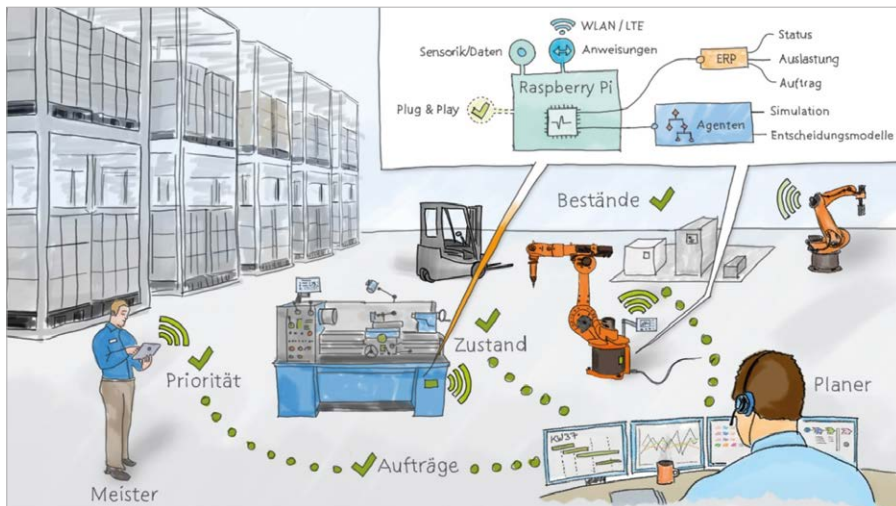 WLAN / LTE
Sensorik/Daten
Anweisungen
Raspberry Pi
Plug & Play
ERP
Status
Auslastung
Auftrag
Agenten
Simulation
Entscheidungsmodelle
Bestände
Zustand
Priorität
Planer
KW37
Aufträge
Meister